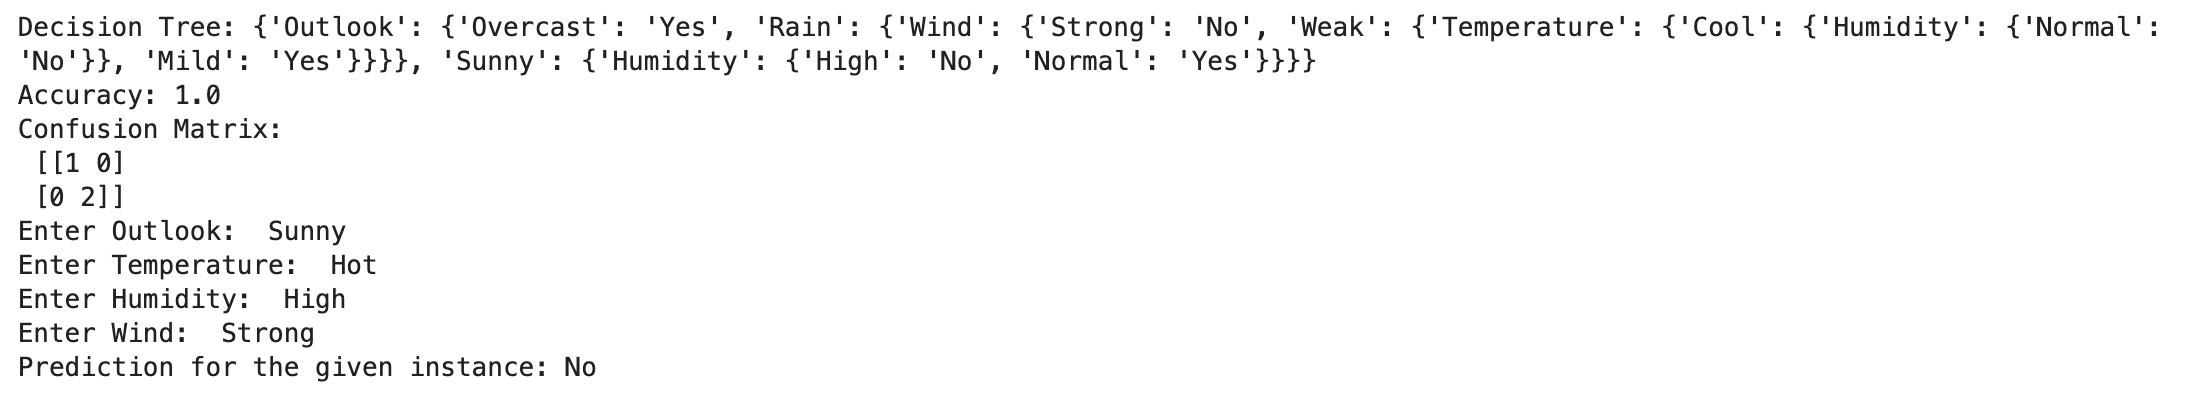 Decision Tree: {'Outlook': {'Overcast': 'Yes', 'Rain': {'Wind': {'Strong': 'No', 'Weak': {'Temperature': {'Cool': {'Humidity': {'Normal':
'No'}}, 'Mild': 'Yes'}}}}, 'Sunny': {'Humidity': {'High': 'No', 'Normal': 'Yes'}}}}
Accuracy: 1.0
Confusion Matrix:
 [[1 0]
 [0 2]]
Enter Outlook:  Sunny
Enter Temperature:  Hot
Enter Humidity:  High
Enter Wind:  Strong
Prediction for the given instance: No